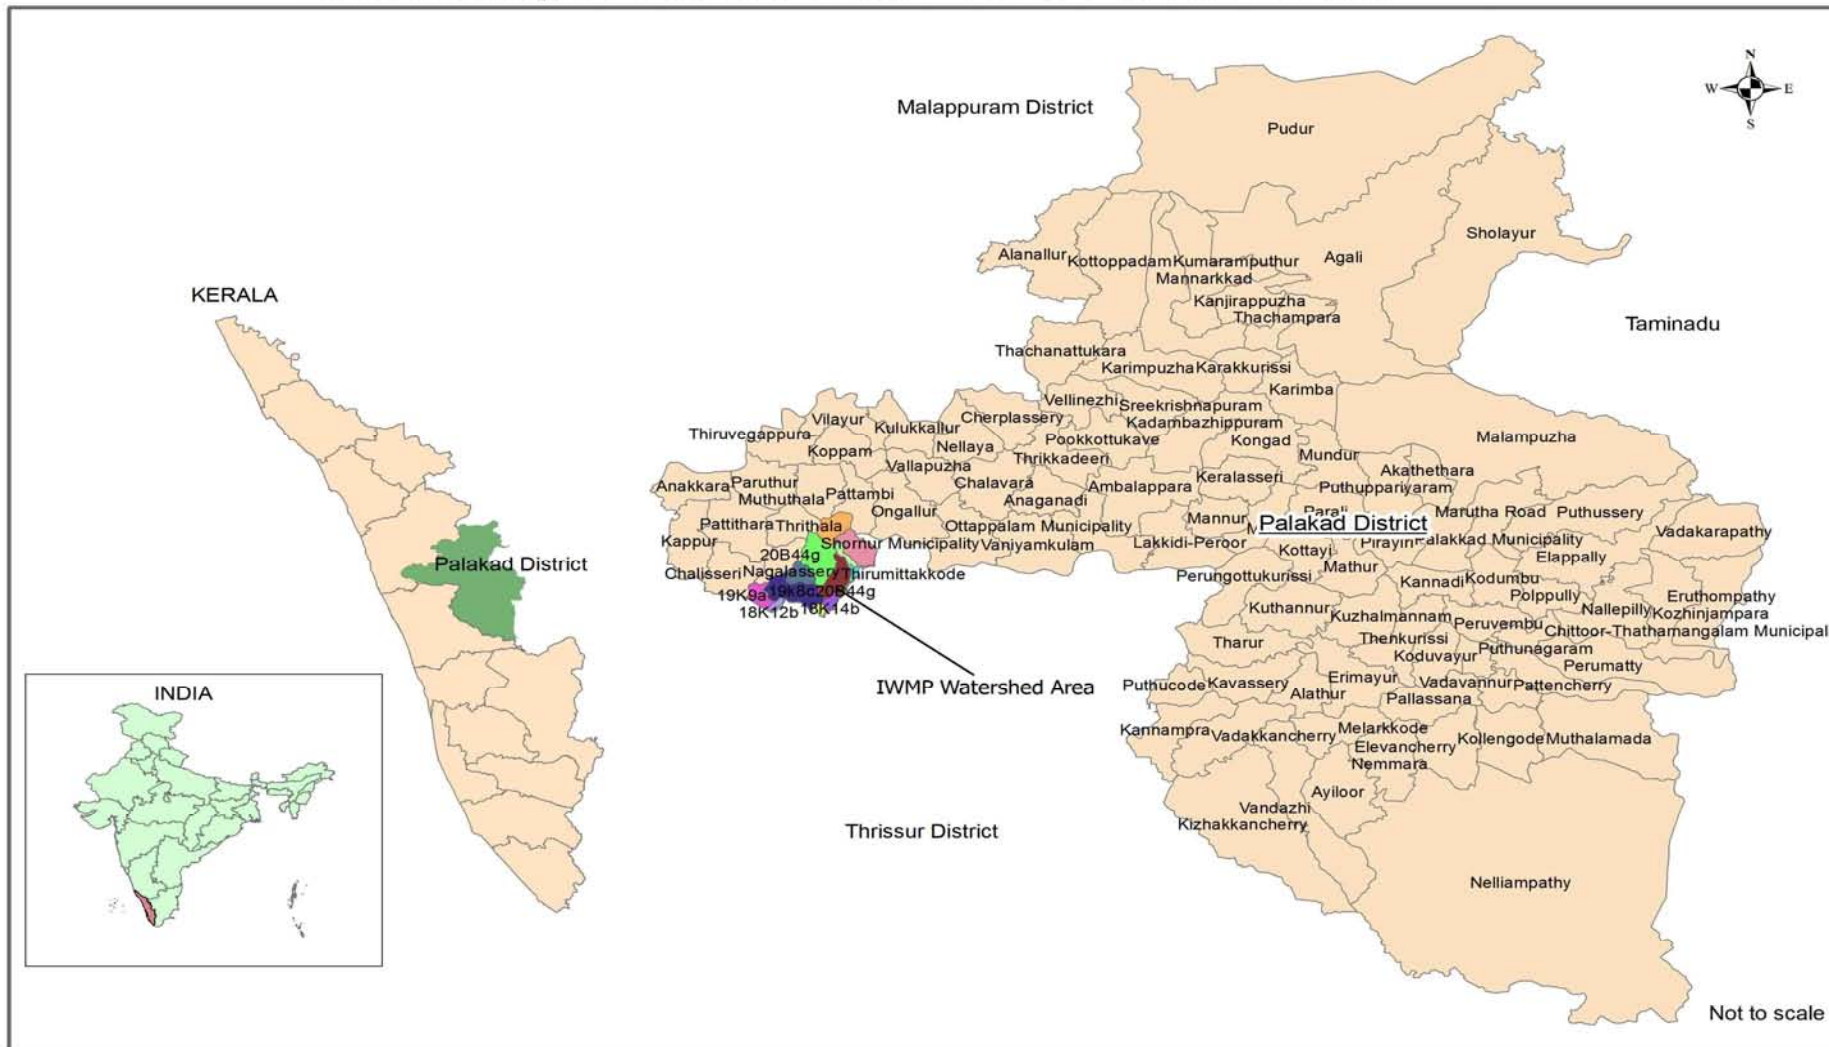 N
W E
S
Malappuram District
Pudur
Sholayur
Alanallur
Kottoppadam
Kumaramputhur
Agali
Mannarkkad
KERALA
Kanjirappuzha
Thachampara
Taminadu
Thachanattukara
Karimpuzha
Karakkurissi
Karimba
Vellinezhi
Sreekrishnapuram
Cherplassery
Vilayur
Kulukkallur
Kadambazhippuram
Thiruvegappura
Koppam
Nellaya
Pookkottukave
Kongad
Malampuzha
Mundur
Thrikkadeeri
Vallapuzha
Akathethara
Anakkara
Paruthur
Chalavara
Ambalappara
Keralasseri
Puthuppariyaram
Muthuthala
Pattambi
Anaganadi
Ongallur
Parali
Marutha Road
Puthussery
Pattithara
Thrithala
Ottappalam Municipality
Mannur
Palakad District
Vadakarapathy
Kappur
Shornur Municipality
Vaniyamkulam
Lakkidi-Peroor
Pirayiri
Palakkad Municipality
20B44g
Kottayi
Elappally
Palakad District
Chalisseri
Nagalassery
Thirumittakkode
Perungottukurissi
Mathur
Kannadi
Kodumbu
19K9a
19k8c
20B44g
Polppully
Eruthompathy
18K12b
18K14b
Kuthannur
Kuzhalmannam
Peruvembu
Nallepilly
Kozhinjampara
Chittoor-Thathamangalam Municipal
Tharur
Thenkurissi
Puthunagaram
Koduvayur
Perumatty
IWMP Watershed Area
Puthucode
Kavassery
Erimayur
Vadavannur
Pattencherry
Alathur
Pallassana
INDIA
Kannampra
Vadakkancherry
Melarkkode
Kollengode
Muthalamada
Elevancherry
Nemmara
Ayiloor
Vandazhi
Kizhakkancherry
Thrissur District
Nelliampathy
Not to scale